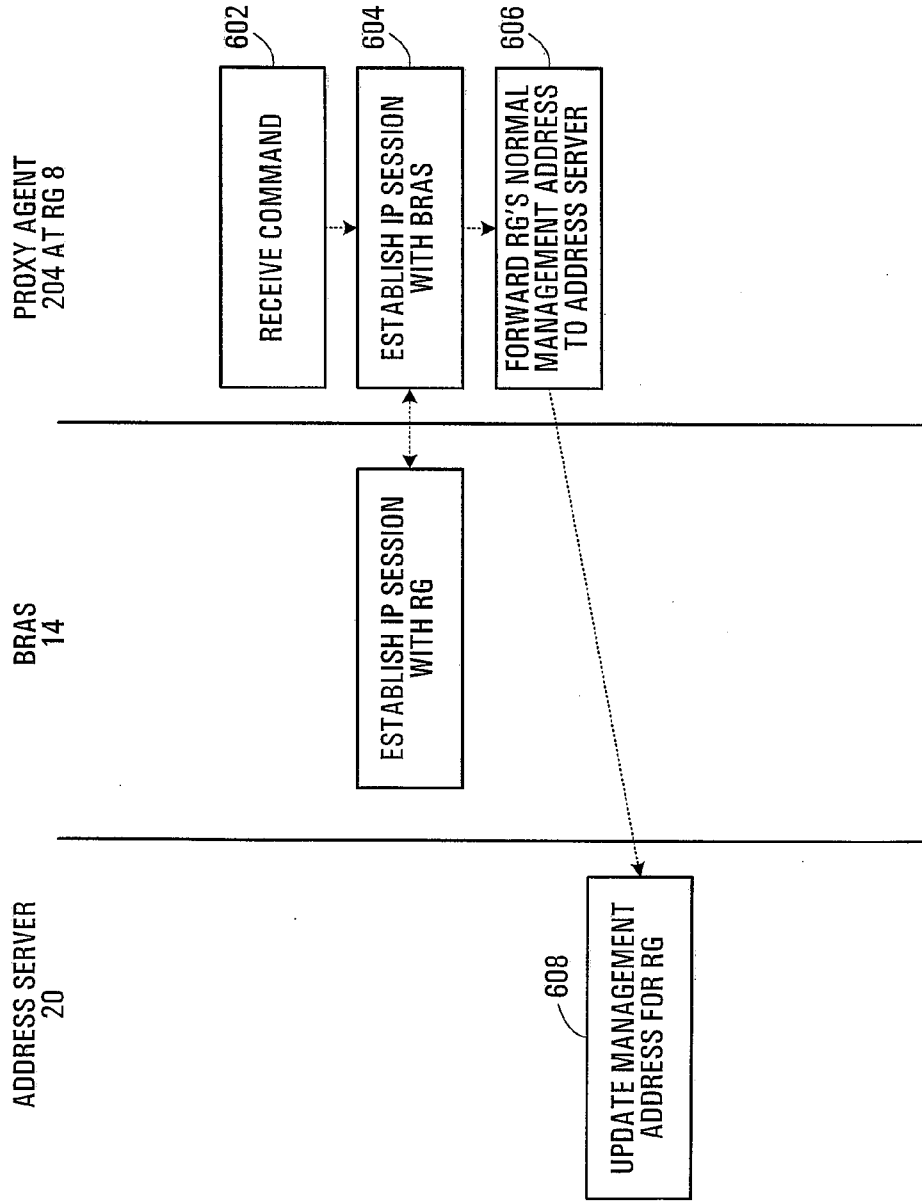 ADDRESS SERVER
20
BRAS
14
PROXY AGENT
204 AT RG 8
602
RECEIVE COMMAND
604
ESTABLISH IP SESSION
WITH RG
ESTABLISH IP SESSION
WITH BRAS
606
FORWARD RG'S NORMAL
MANAGEMENT ADDRESS
TO ADDRESS SERVER
608
UPDATE MANAGEMENT
ADDRESS FOR RG